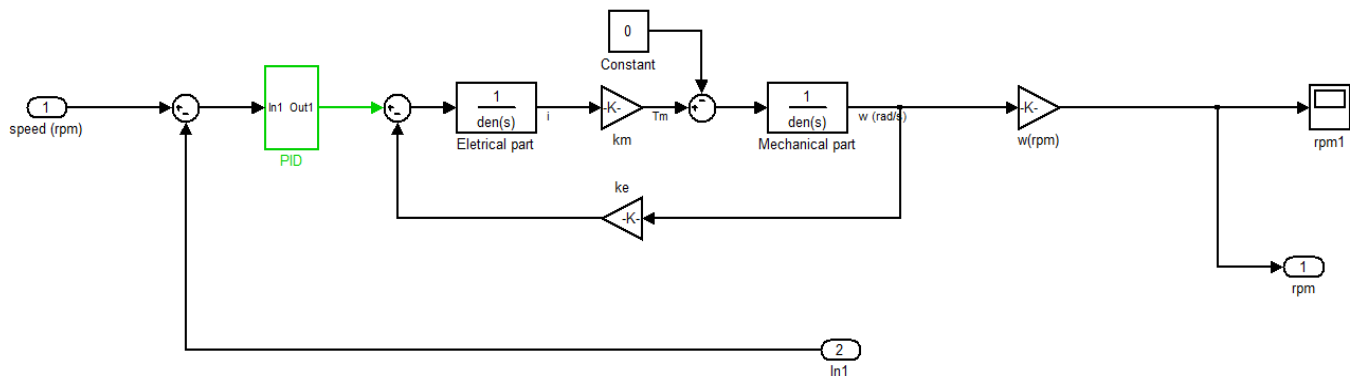 0
Constant
1
speed (rpm)
In1 Out1
PID
1
den(s)
Eletrical part
i
-K-
km
Tm
1
den(s)
Mechanical part
w (rad/s)
-K-
w(rpm)
rpm1
ke
-K-
1
rpm
2
In1